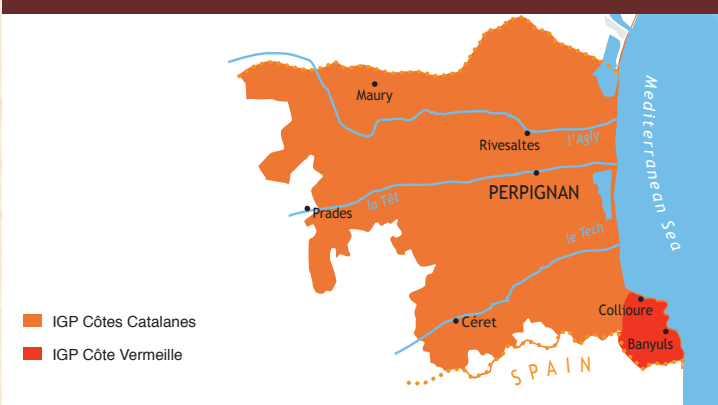 Maury
Rivesaltes
l'Agly
Mediterranean Sea
PERPIGNAN
la Têt
Prades
le Tech
Collioure
Céret
Banyuls
SPAIN
IGP Côtes Catalanes
IGP Côte Vermeille